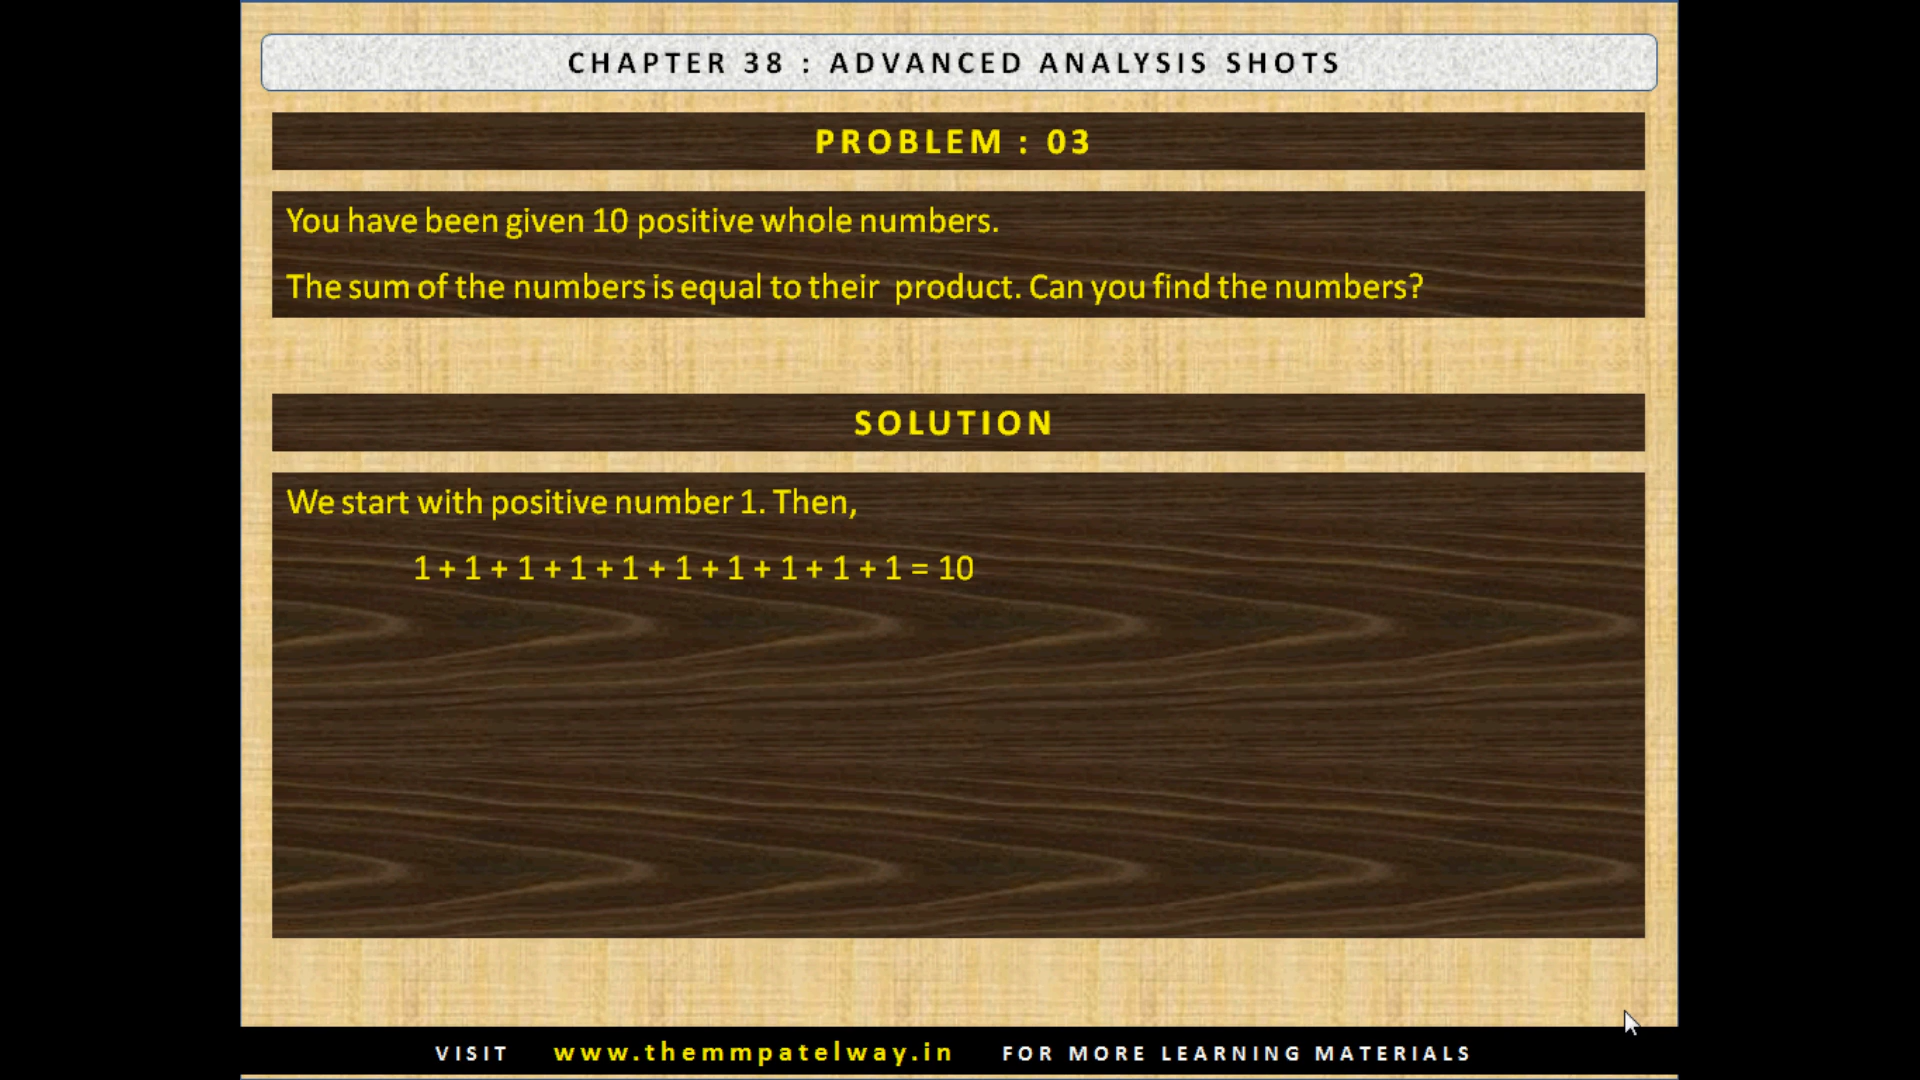 CHAPTER 38 : ADVANCED ANALYSIS SHOTS
PROBLEM : 03
You have been given 10 positive whole numbers.
The sum of the numbers is equal to their product. Can you find the numbers?
SOLUTION
We start with positive number 1. Then,
1 + 1 + 1 + 1 + 1 + 1 + 1 + 1 + 1 + 1 = 10
VISIT www.themmpatelway.in FOR MORE LEARNING MATERIALS